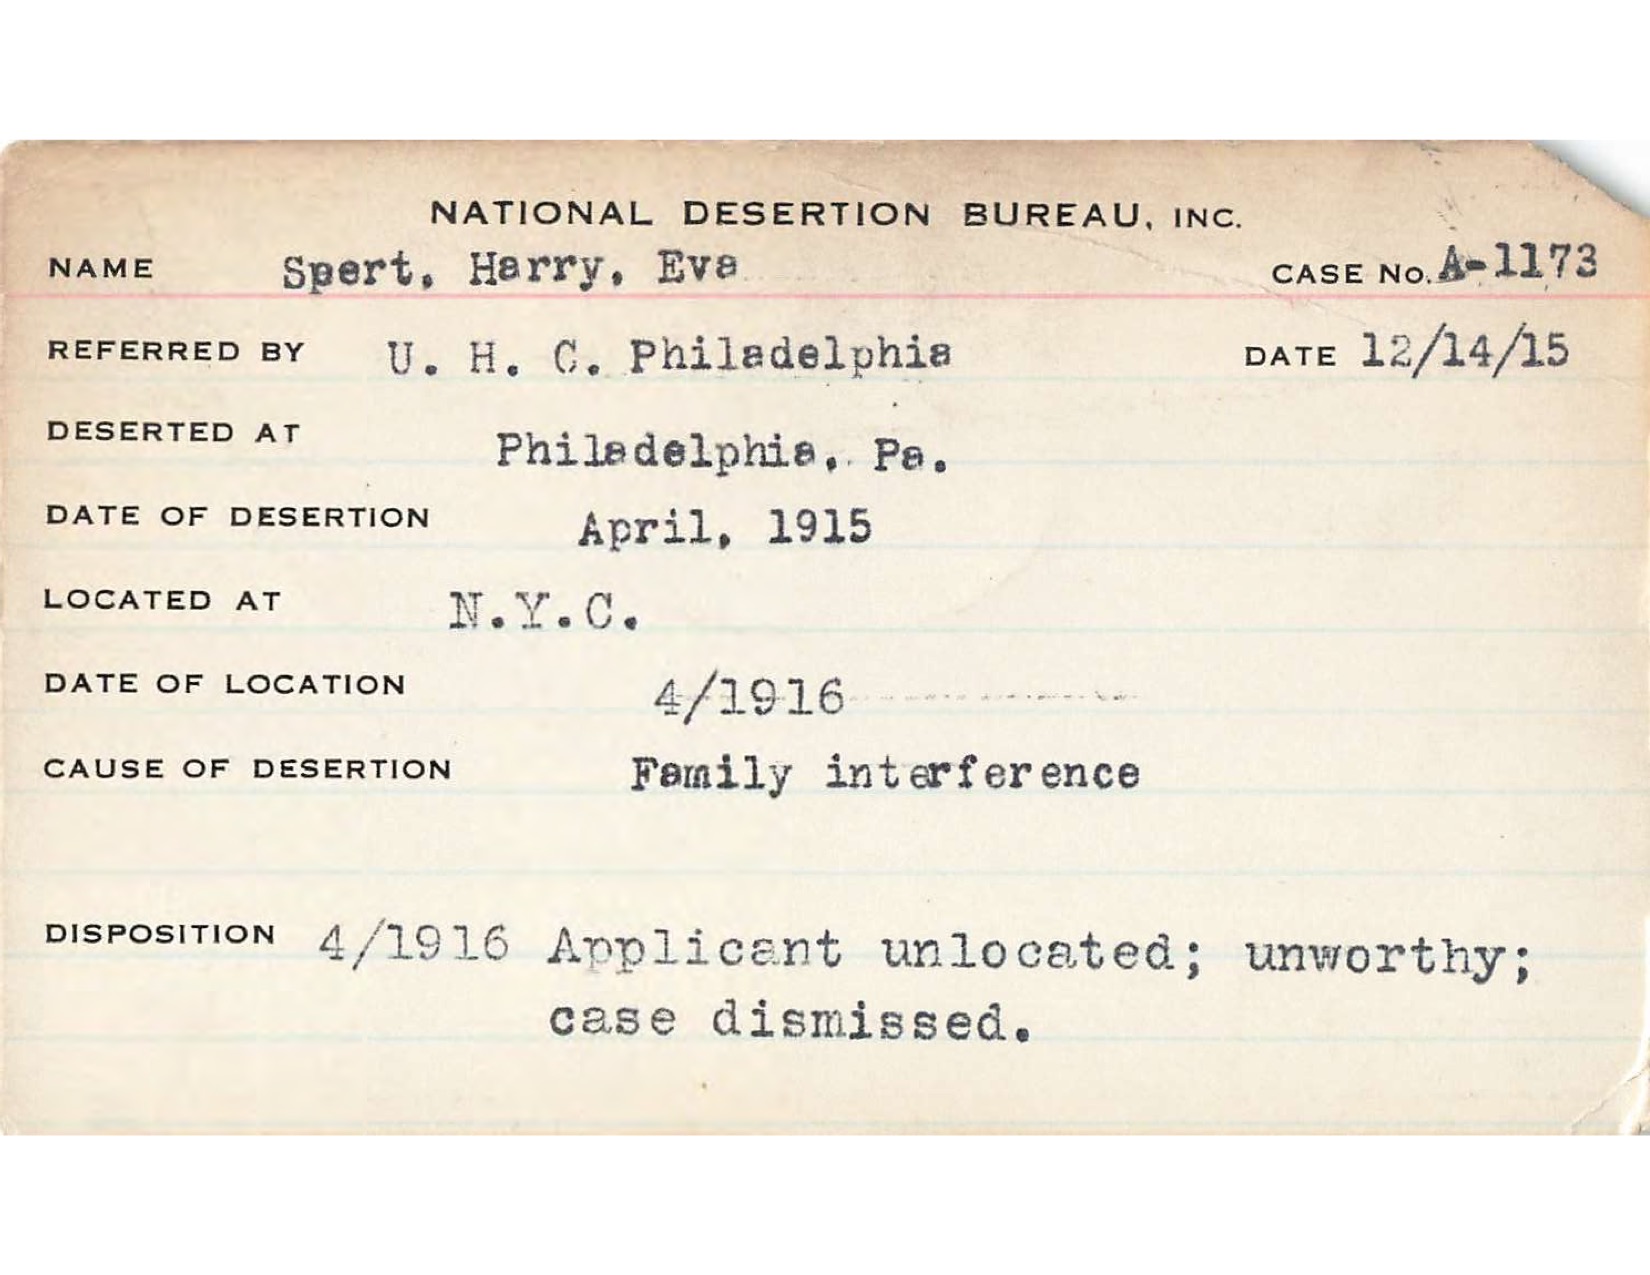 NATIONAL DESERTION BUREAU, INC.
NAME Spert, Harry, Eva CASE No. A-1173
REFERRED BY U. H. C. Philadelphia DATE 12/14/15
DESERTED AT Philadelphia, Pa.
DATE OF DESERTION April, 1915
LOCATED AT N.Y.C.
DATE OF LOCATION 4/1916
CAUSE OF DESERTION Family interference
DISPOSITION 4/1916 Applicant unlocated; unworthy;
case dismissed.